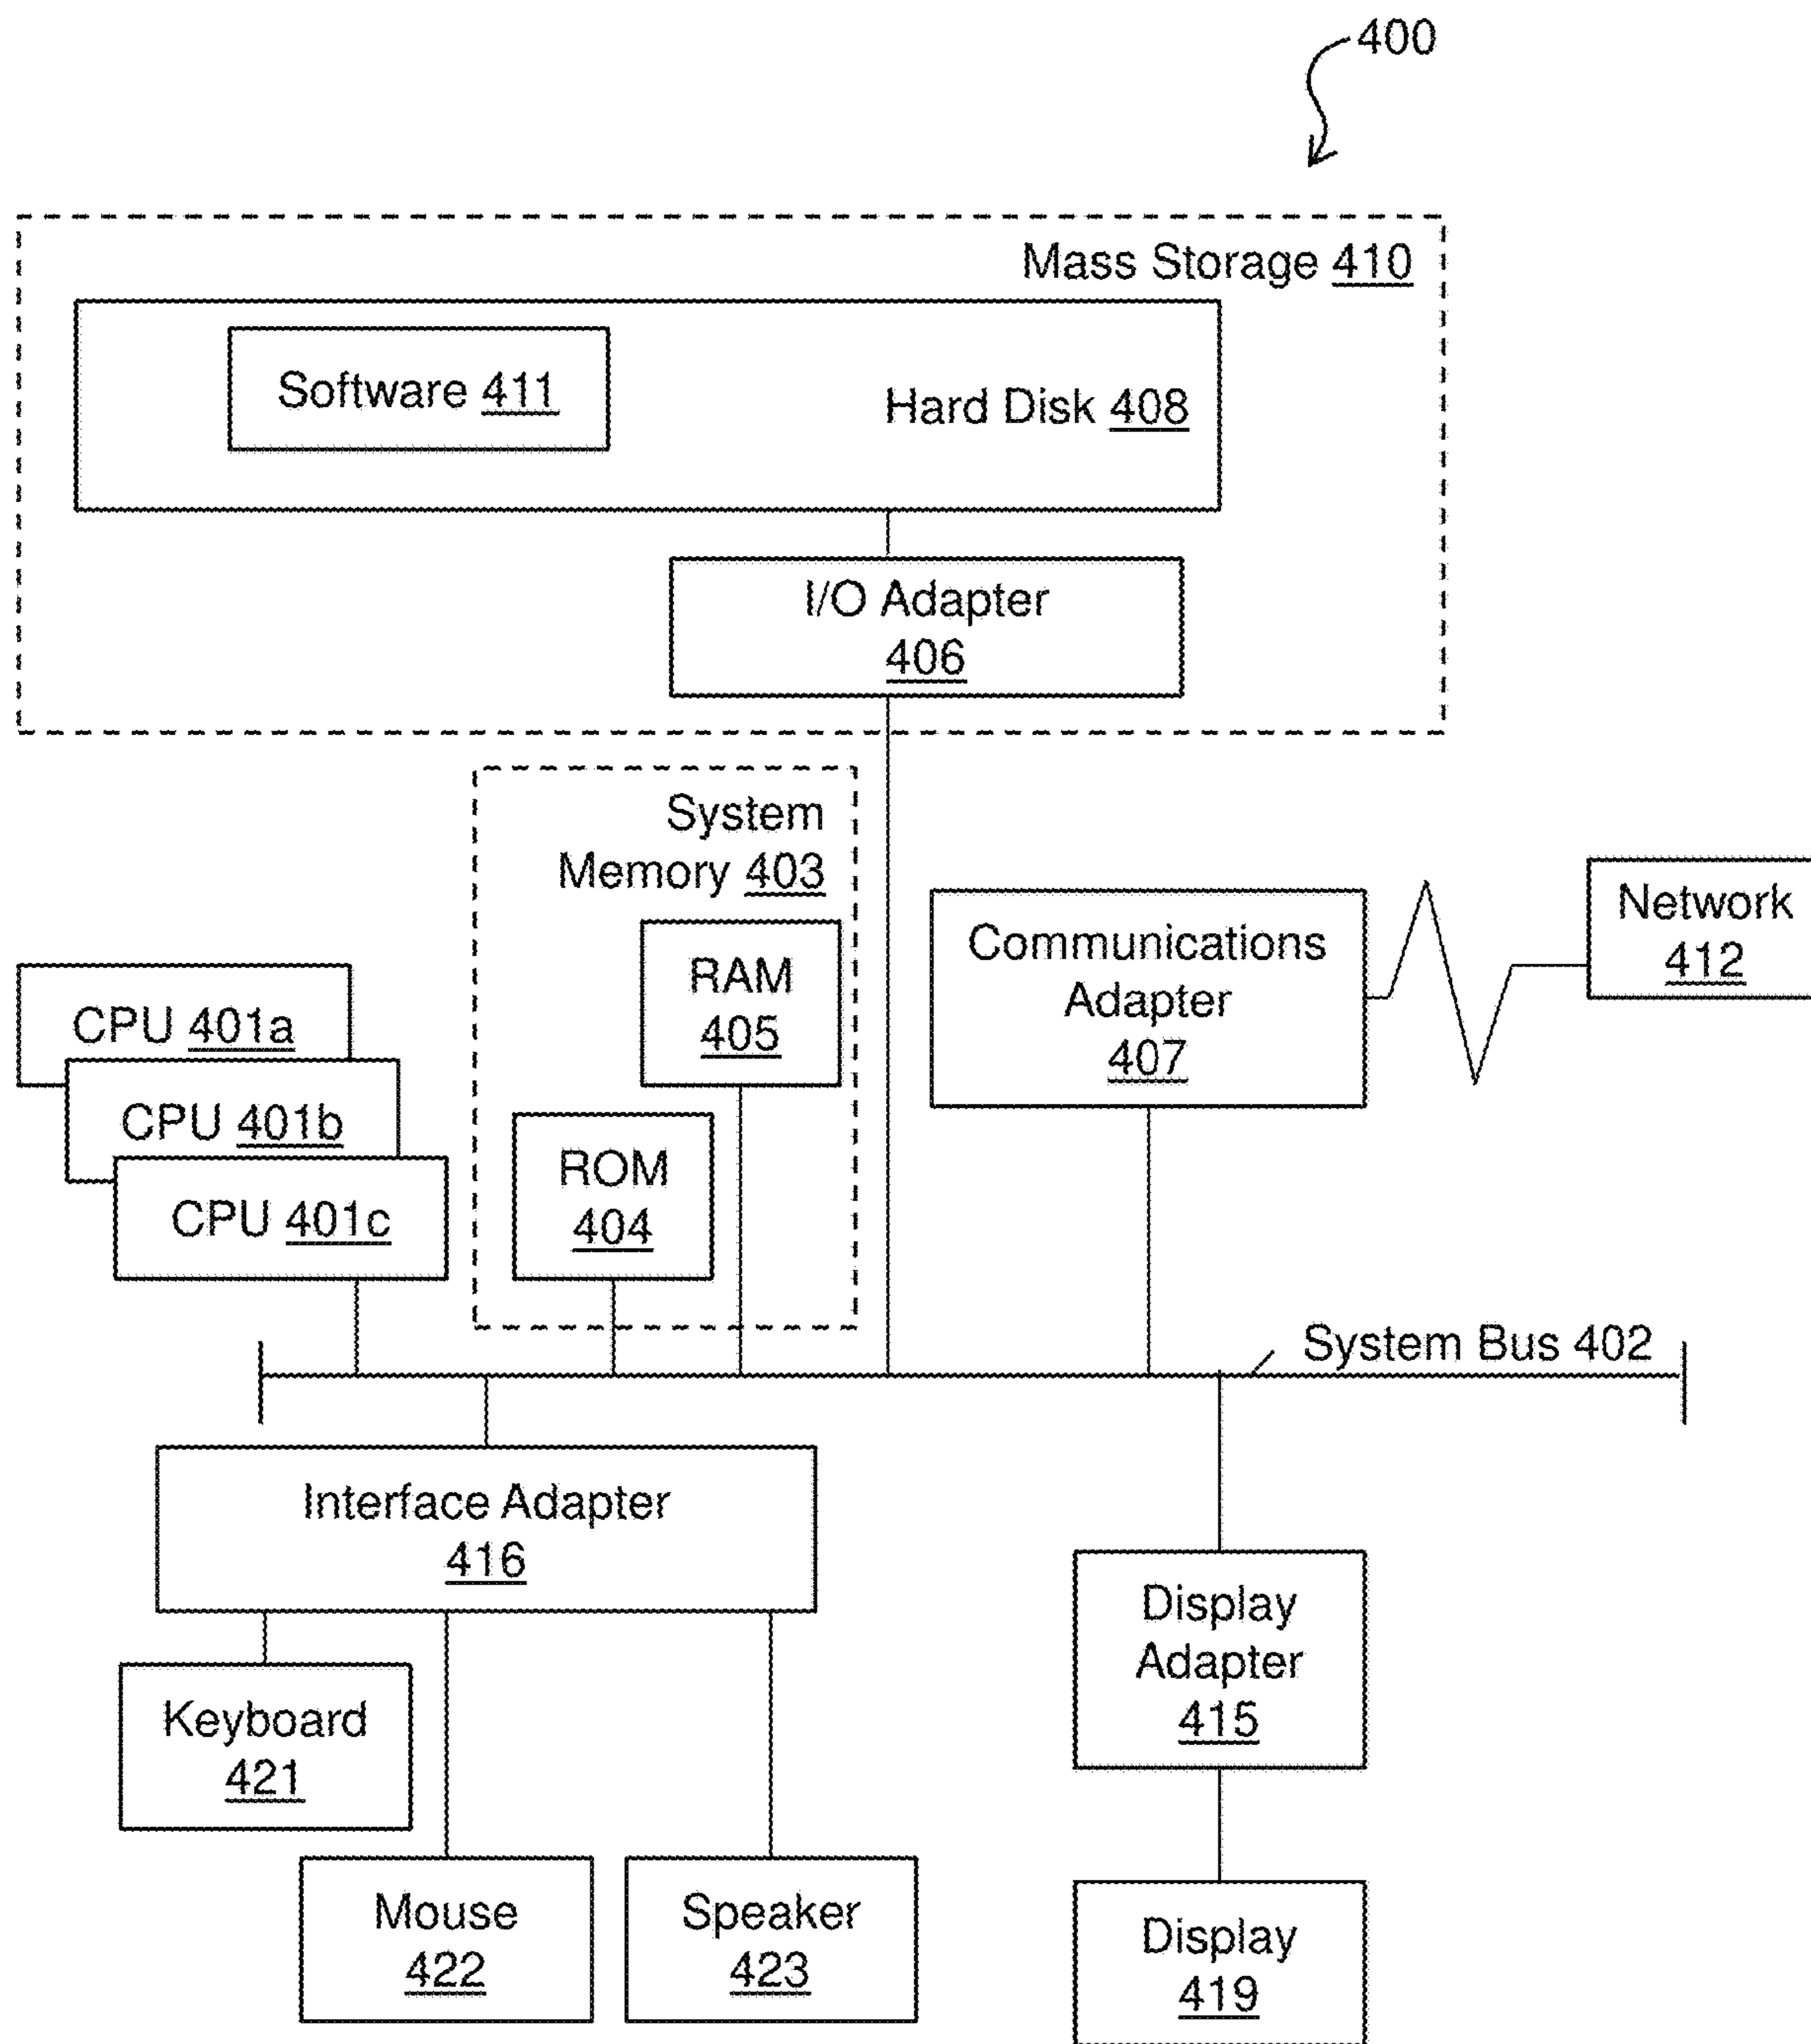 400
Mass Storage 410
Software 411
Hard Disk 408
I/O Adapter
406
System
Memory 403
RAM
405
ROM
404
Communications
Adapter
407
Network
412
CPU 401a
CPU 401b
CPU 401c
System Bus 402
Interface Adapter
416
Keyboard
421
Mouse
422
Speaker
423
Display
Adapter
415
Display
419